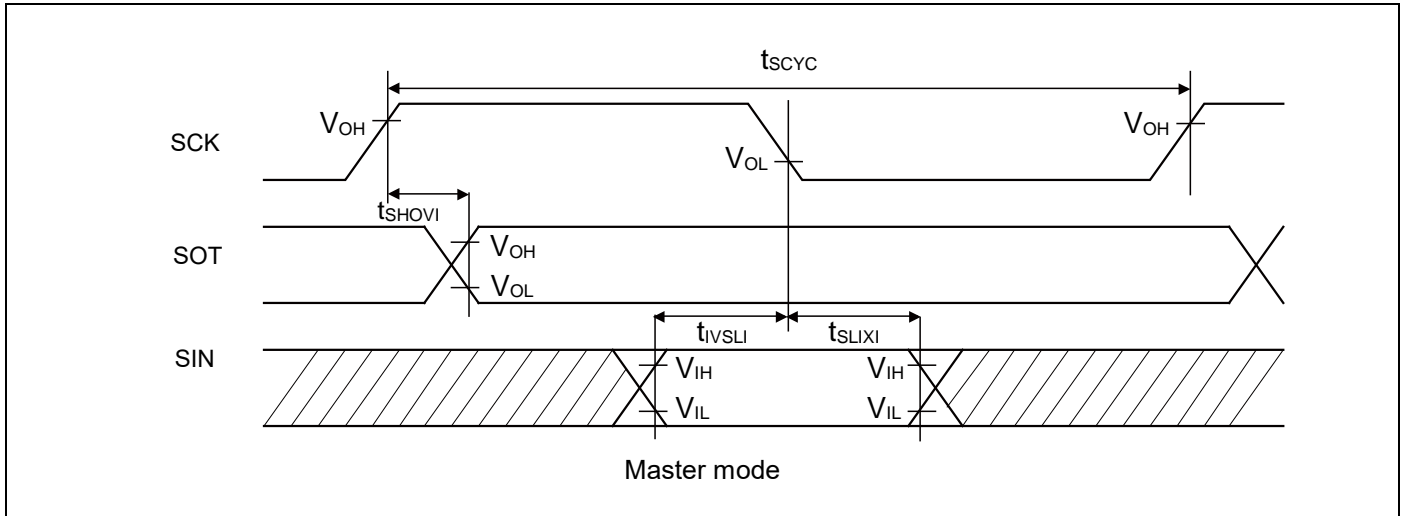 tSCYC
SCK
VOH
VOL
VOH
tSHOVI
SOT
VOH
VOL
tIVSLI
tSLIXI
SIN
VIH
VIH
VIL
VIL
Master mode